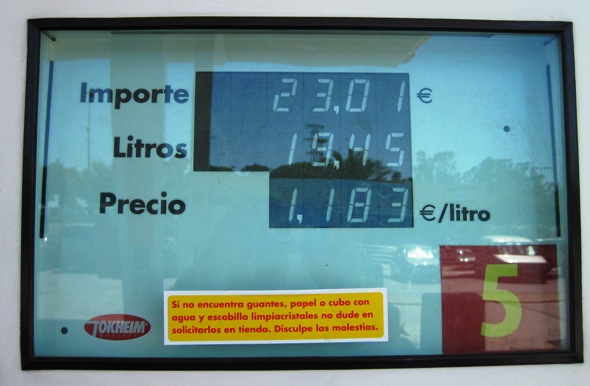 Importe 23,01 €
Litros 19,45
Precio 1,183 €/litro
5
Si no encuentra guantes, papel o cubo con
agua y escobilla limpiacristales no dude en
solicitarlos en tienda. Disculpe las molestias.
TOKHEIM